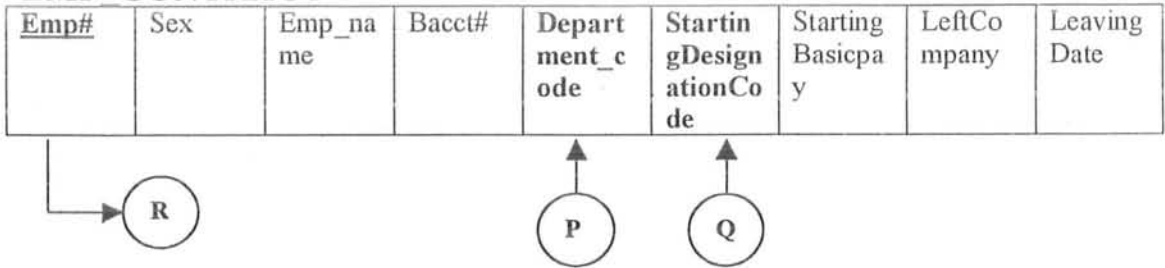 Emp#
Sex
Emp_na
me
Bacct#
Depart
ment_c
ode
Startin
gDesign
ationCo
de
Starting
Basicpa
y
LeftCo
mpany
Leaving
Date
R
P
Q